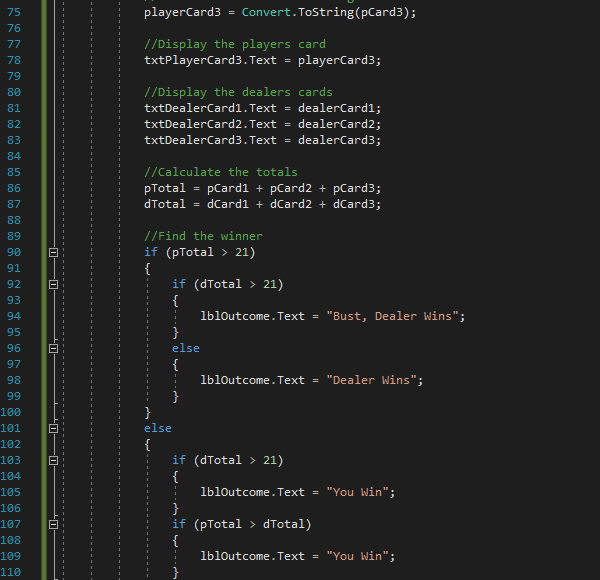 75 playerCard3 = Convert.ToString(pCard3);
76
77 //Display the players card
78 txtPlayerCard3.Text = playerCard3;
79
80 //Display the dealers cards
81 txtDealerCard1.Text = dealerCard1;
82 txtDealerCard2.Text = dealerCard2;
83 txtDealerCard3.Text = dealerCard3;
84
85 //Calculate the totals
86 pTotal = pCard1 + pCard2 + pCard3;
87 dTotal = dCard1 + dCard2 + dCard3;
88
89 //Find the winner
90 if (pTotal > 21)
91 {
92 if (dTotal > 21)
93 {
94 lblOutcome.Text = "Bust, Dealer Wins";
95 }
96 else
97 {
98 lblOutcome.Text = "Dealer Wins";
99 }
100 }
101 else
102 {
103 if (dTotal > 21)
104 {
105 lblOutcome.Text = "You Win";
106 }
107 if (pTotal > dTotal)
108 {
109 lblOutcome.Text = "You Win";
110 }